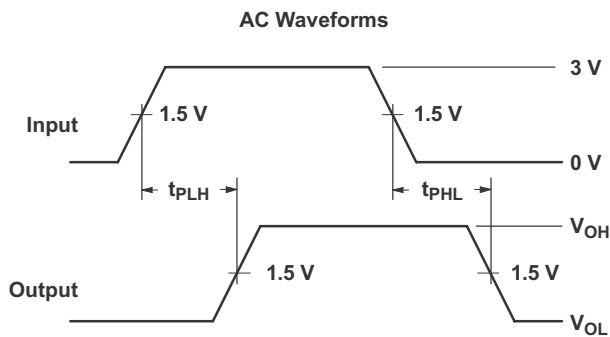 AC Waveforms
3 V
Input
1.5 V
1.5 V
0 V
tPLH
tPHL
VOH
Output
1.5 V
1.5 V
VOL